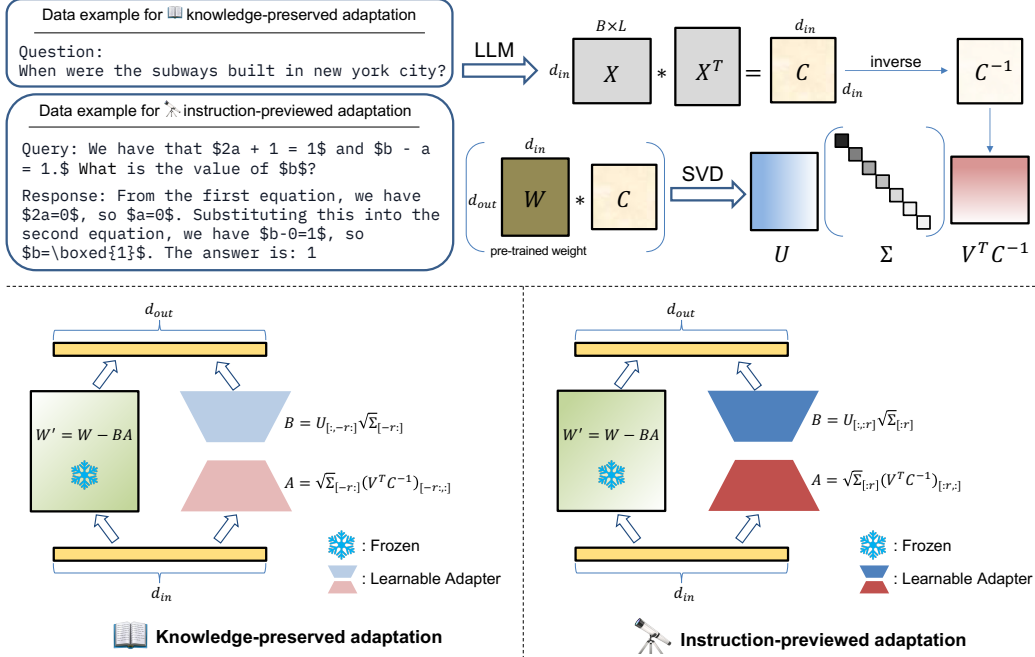 Data example for 📖 knowledge-preserved adaptation
Question:
When were the subways built in new york city?
Data example for 🔭 instruction-previewed adaptation
Query: We have that $2a + 1 = 1$ and $b - a
= 1.$ What is the value of $b$?
Response: From the first equation, we have
$2a=0$, so $a=0$. Substituting this into the
second equation, we have $b-0=1$, so
$b=\boxed{1}$. The answer is: 1
LLM
B×L
d_in
X
*
X^T
=
d_in
C
d_in
inverse
C^{-1}
d_in
d_out
W
*
C
pre-trained weight
SVD
U
Σ
V^T C^{-1}
d_out
W′ = W − BA
B = U_{[:,−r:]}√Σ_{[−r:]}
A = √Σ_{[−r:]}(V^T C^{-1})_{[−r:,:]}
: Frozen
: Learnable Adapter
d_in
Knowledge-preserved adaptation
d_out
W′ = W − BA
B = U_{[:,:r]}√Σ_{[:r]}
A = √Σ_{[:r]}(V^T C^{-1})_{[:r,:]}
: Frozen
: Learnable Adapter
d_in
Instruction-previewed adaptation